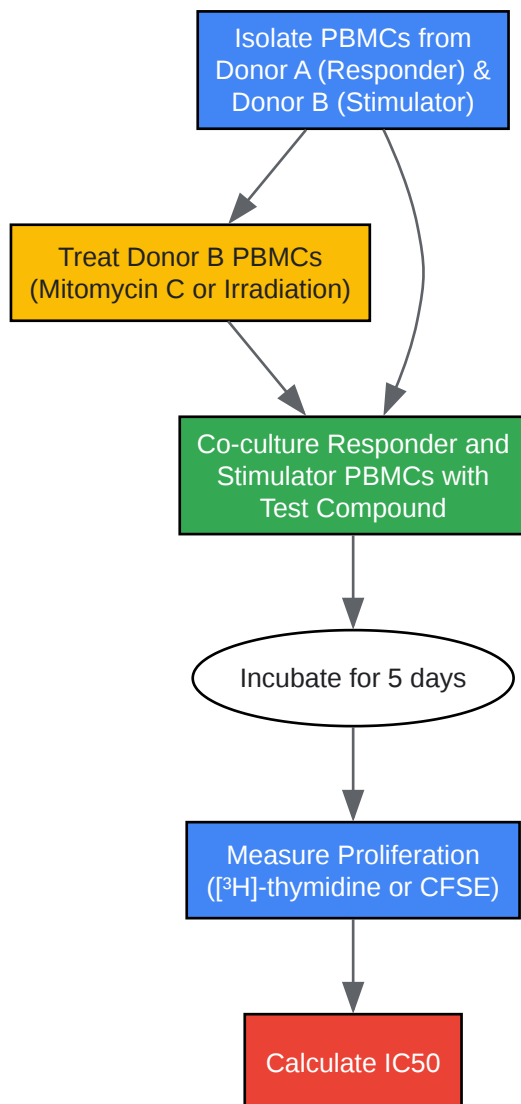 Isolate PBMCs from
Donor A (Responder) &
Donor B (Stimulator)
Treat Donor B PBMCs
(Mitomycin C or Irradiation)
Co-culture Responder and
Stimulator PBMCs with
Test Compound
Incubate for 5 days
Measure Proliferation
([³H]-thymidine or CFSE)
Calculate IC50